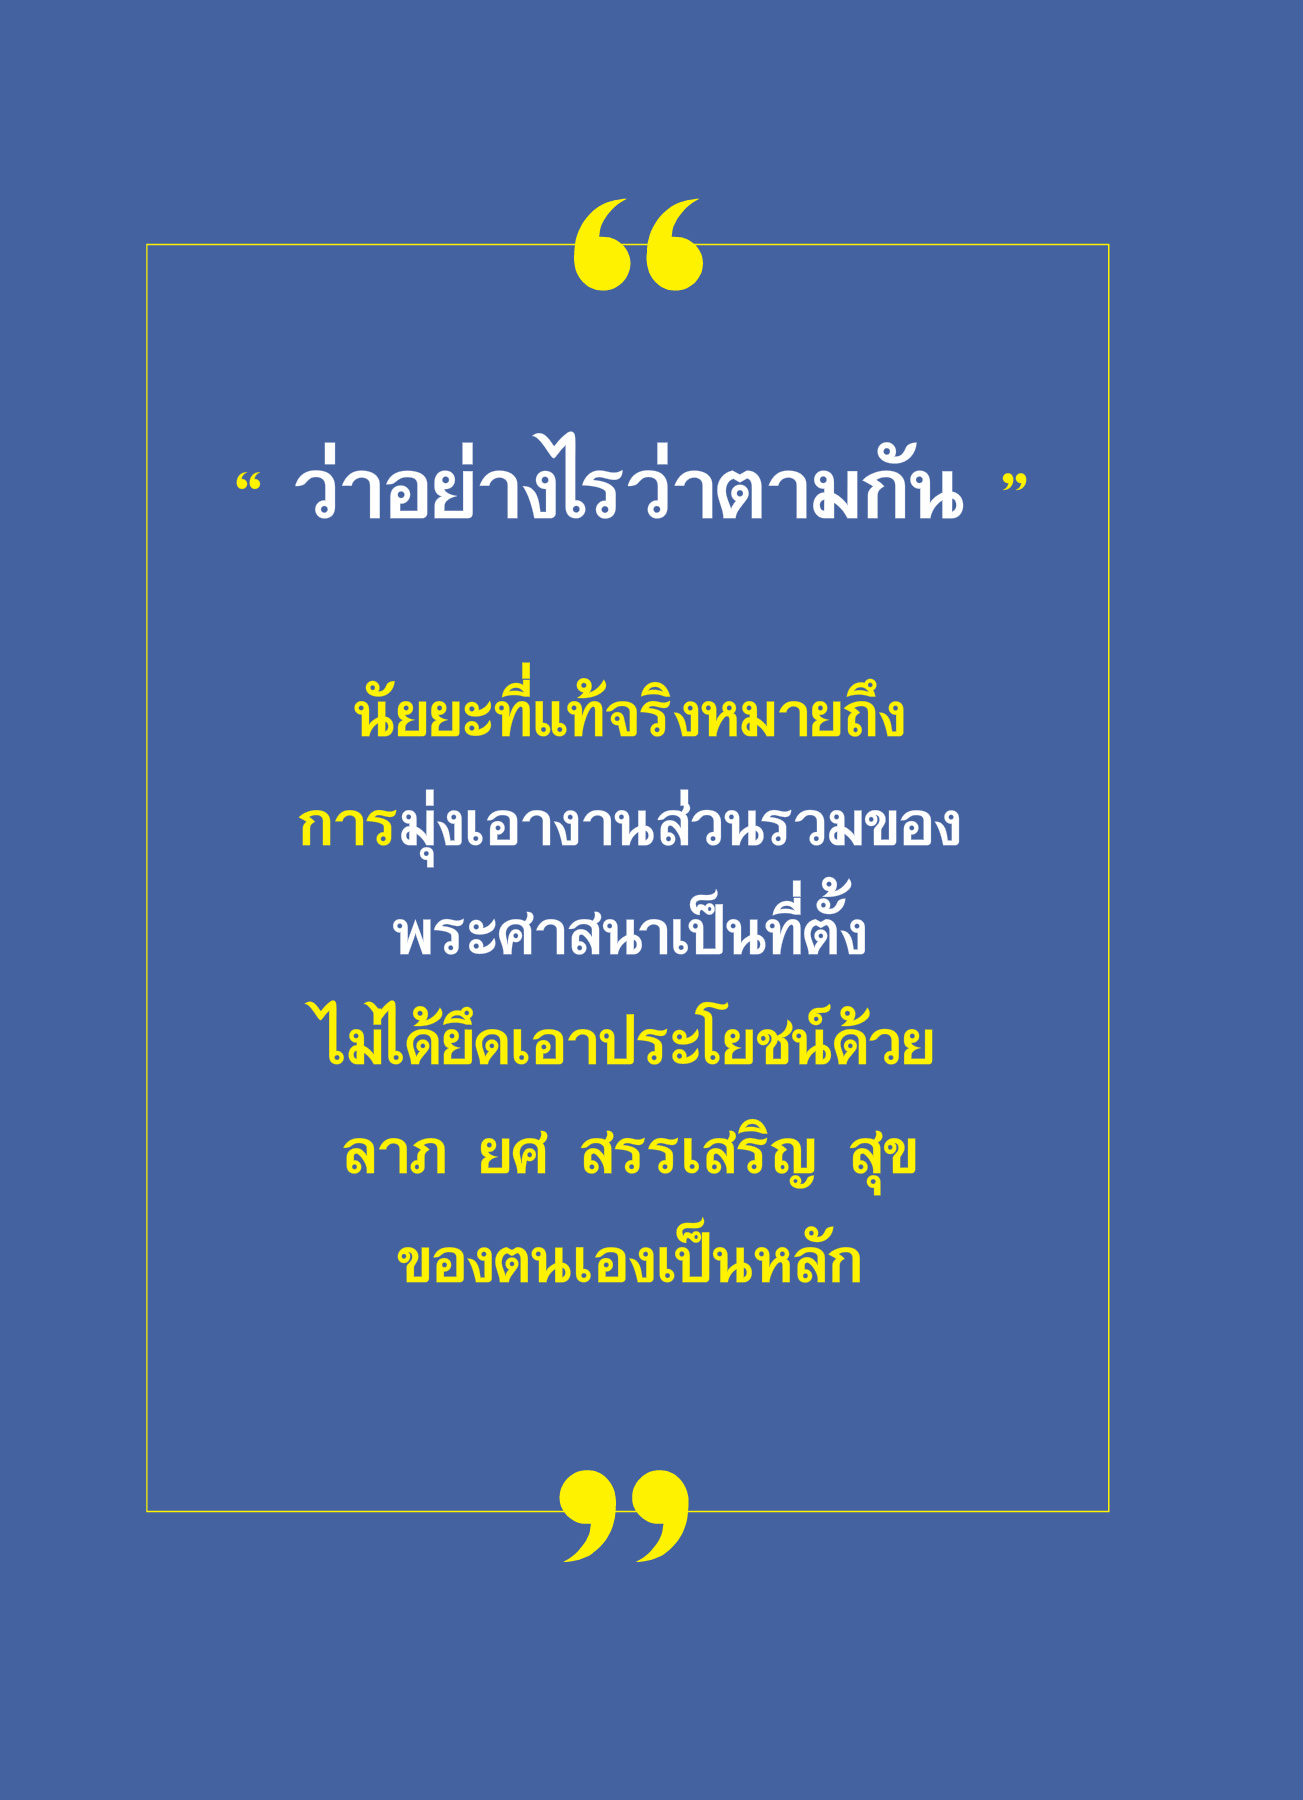 “
“ ว่าอย่างไรว่าตามกัน ”
นัยยะที่แท้จริงหมายถึง
การมุ่งเอางานส่วนรวมของ
พระศาสนาเป็นที่ตั้ง
ไม่ได้ยึดเอาประโยชน์ด้วย
ลาภ ยศ สรรเสริญ สุข
ของตนเองเป็นหลัก
”